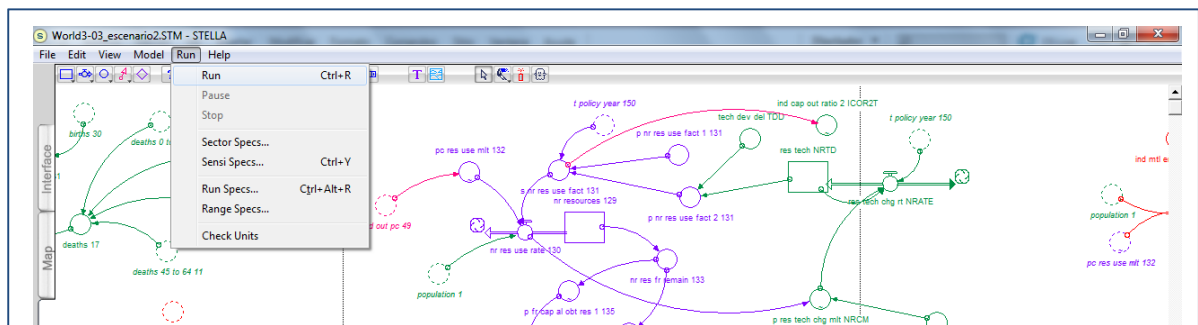 World3-03_escenario2.STM - STELLA
File Edit View Model Run Help
Run Ctrl+R
Pause
Stop
Sector Specs...
Sensi Specs... Ctrl+Y
Run Specs... Ctrl+Alt+R
Range Specs...
Check Units
Interface
Map
T
births 30
deaths 0 to
deaths 17
deaths 45 to 64 11
pc res use mlt 132
d out pc 49
t policy year 150
ind cap out ratio 2 ICOR2T
tech dev del TDD
t policy year 150
p nr res use fact 1 131
res tech NRTD
ind mtl e
s nr res use fact 131
nr resources 129
res tech chg rt NRATE
p nr res use fact 2 131
population 1
nr res use rate 130
pc res use mlt 132
nr res fr remain 133
population 1
p fr cap al obt res 1 135
p res tech chg mlt NRCM